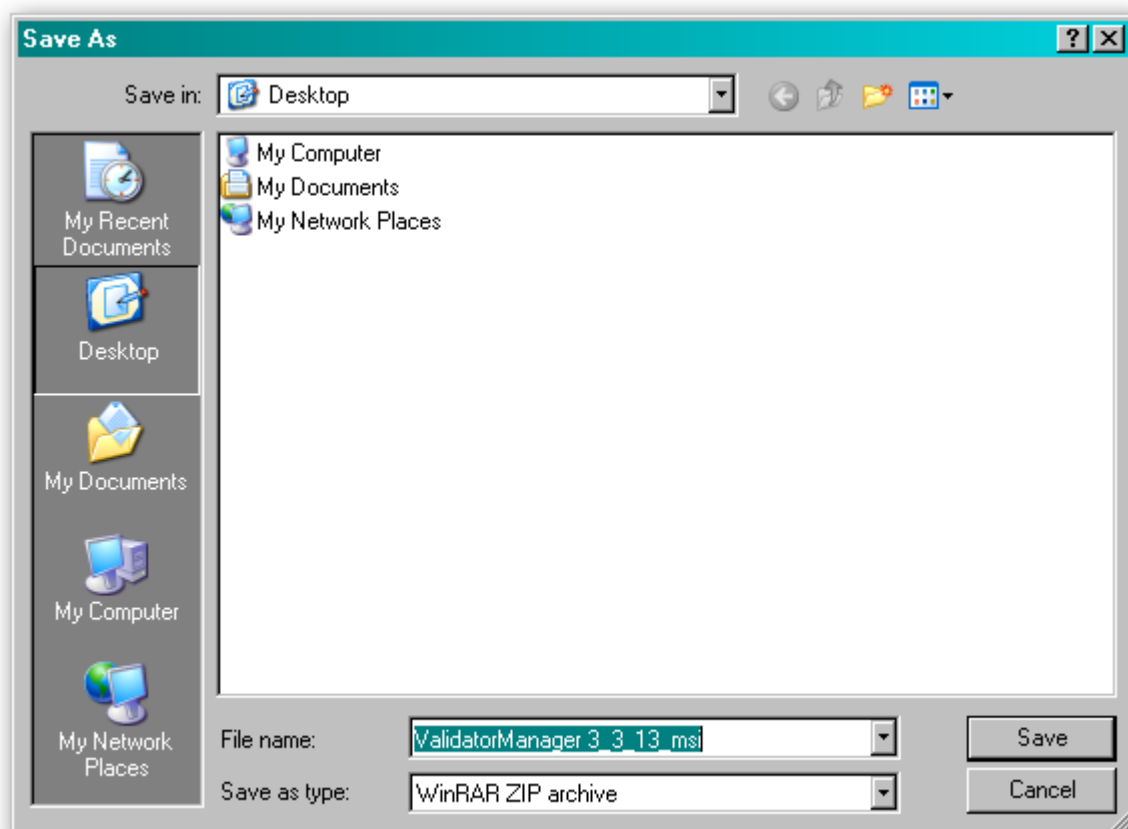 Save As
Save in:
Desktop
My Recent
Documents
Desktop
My Documents
My Computer
My Network
Places
My Computer
My Documents
My Network Places
File name:
ValidatorManager 3_3_13_msi
Save
Save as type:
WinRAR ZIP archive
Cancel